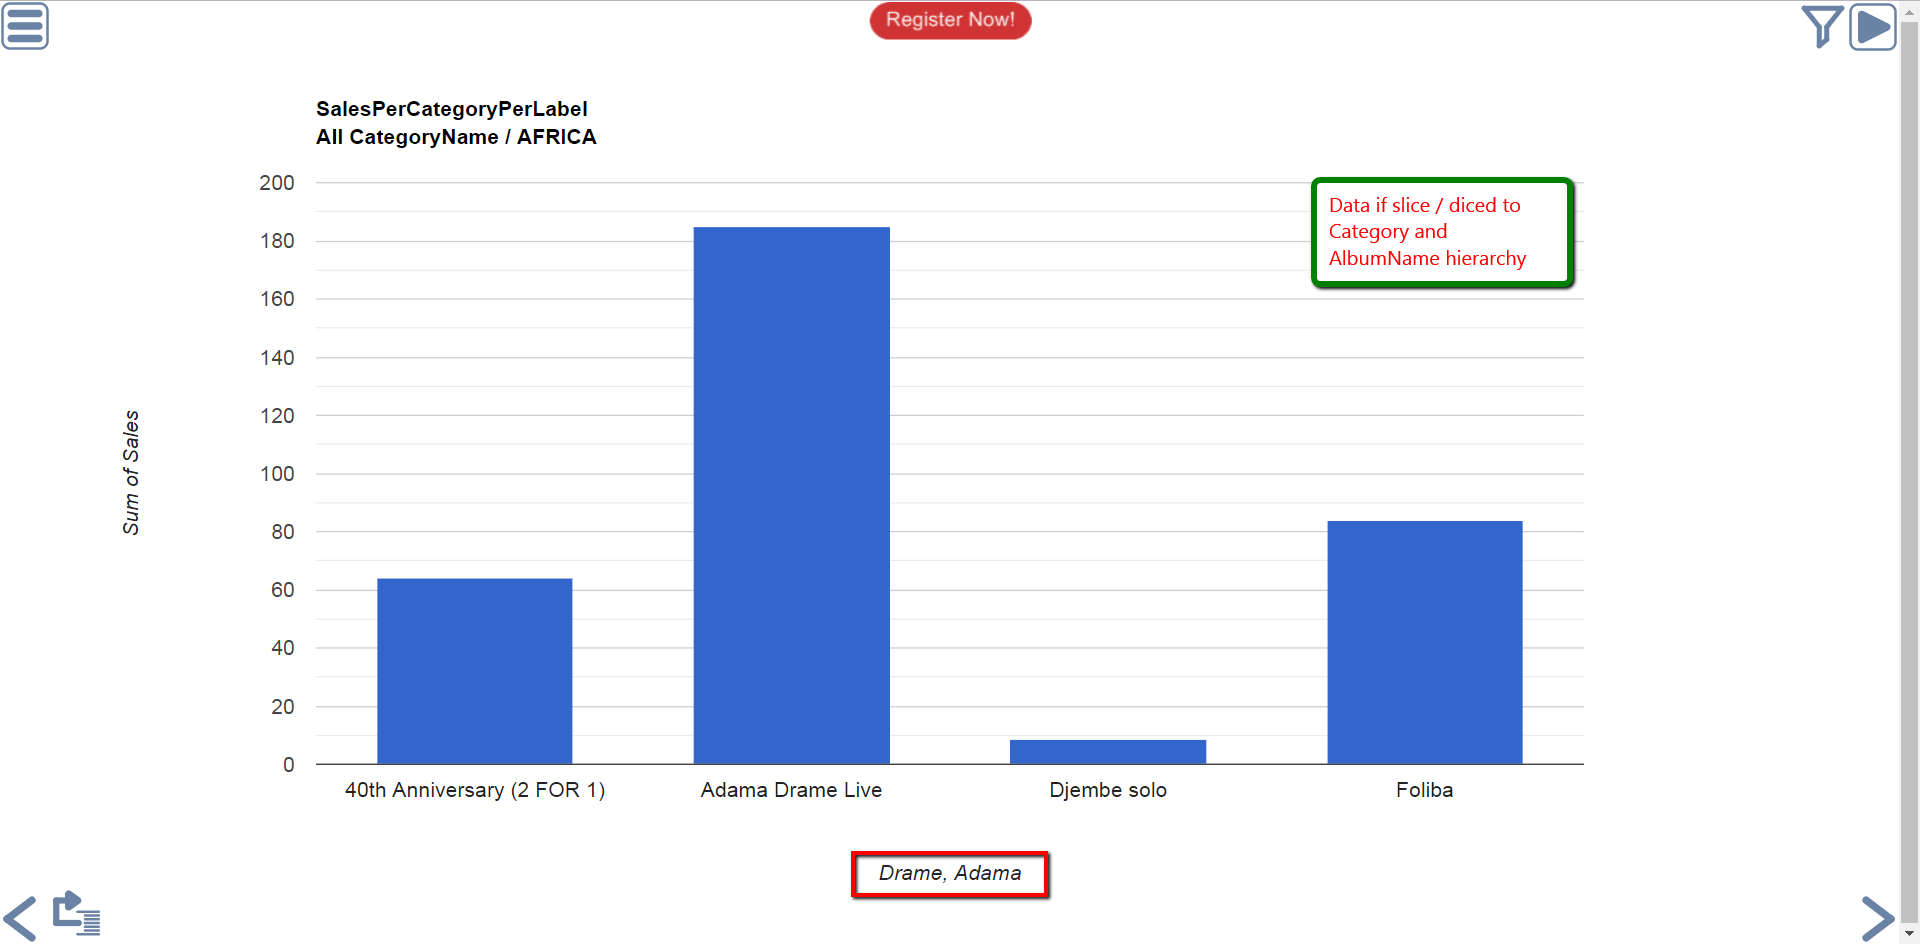 Register Now!
SalesPerCategoryPerLabel
All CategoryName / AFRICA
Data if slice / diced to
Category and
AlbumName hierarchy
200
180
160
140
120
100
80
60
40
20
0
Sum of Sales
40th Anniversary (2 FOR 1)
Adama Drame Live
Djembe solo
Foliba
Drame, Adama